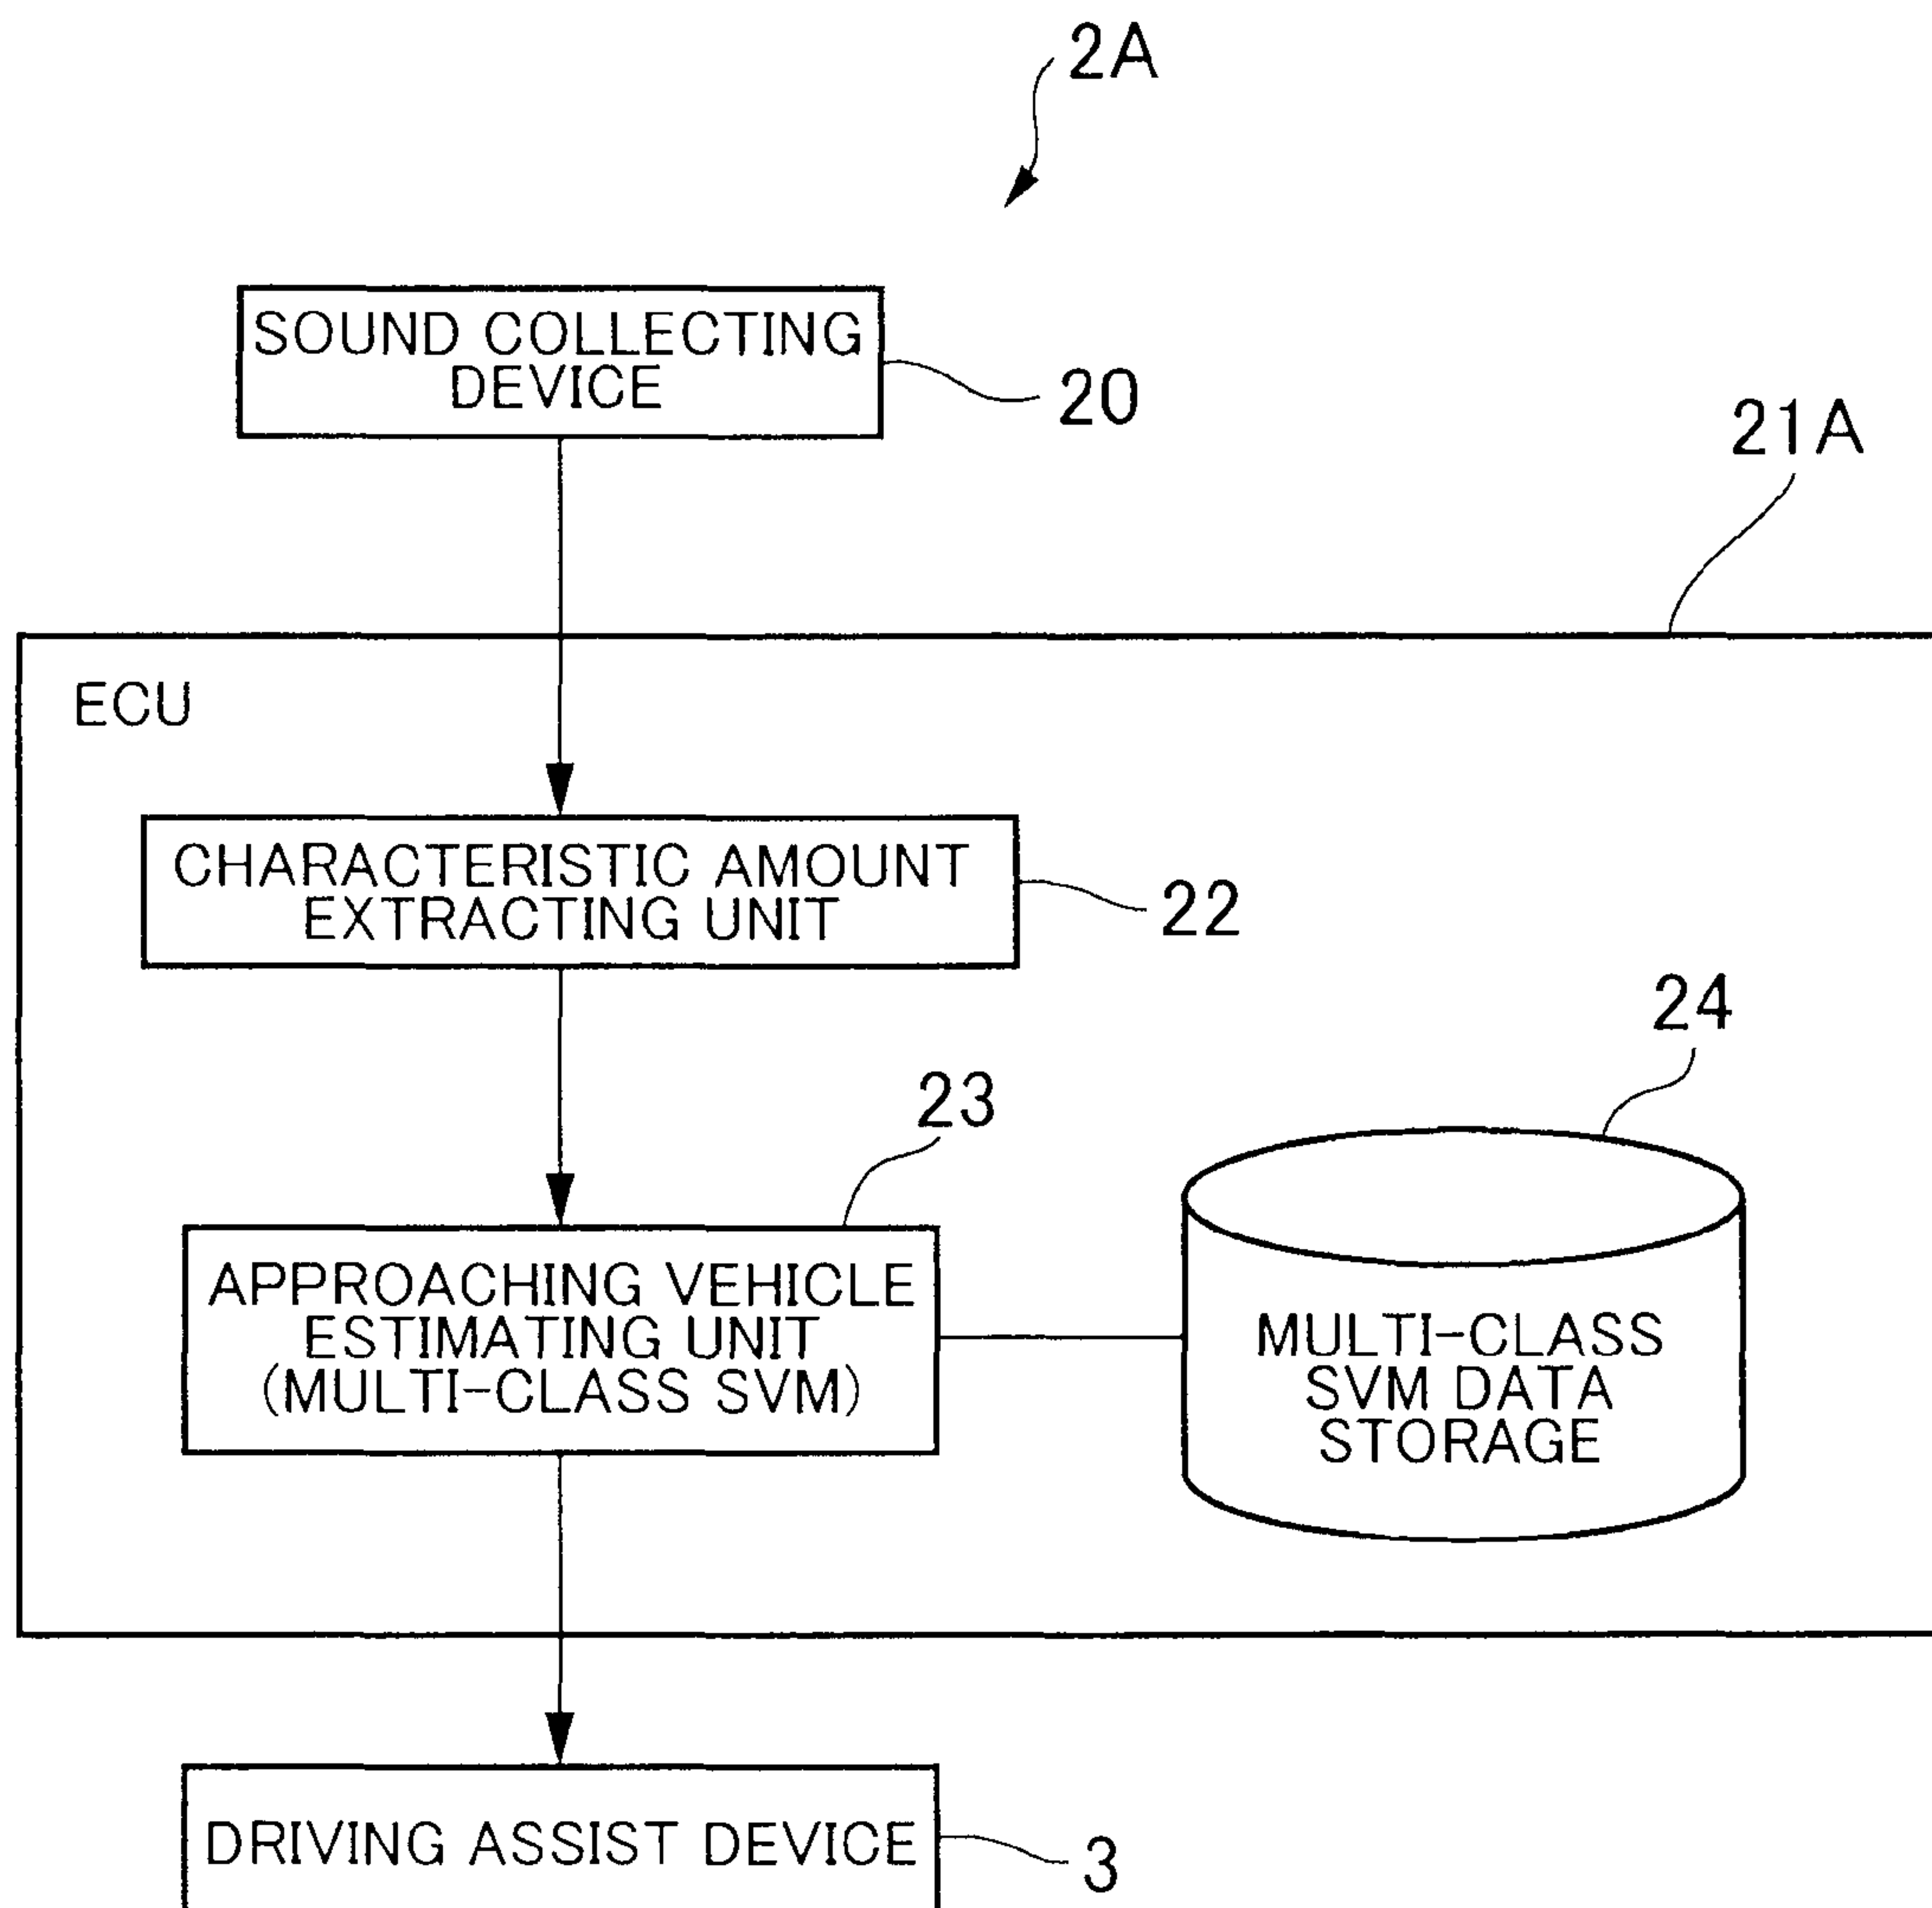 2A
SOUND COLLECTING
DEVICE
20
21A
ECU
CHARACTERISTIC AMOUNT
EXTRACTING UNIT
22
24
23
APPROACHING VEHICLE
ESTIMATING UNIT
(MULTI-CLASS SVM)
MULTI-CLASS
SVM DATA
STORAGE
DRIVING ASSIST DEVICE
3